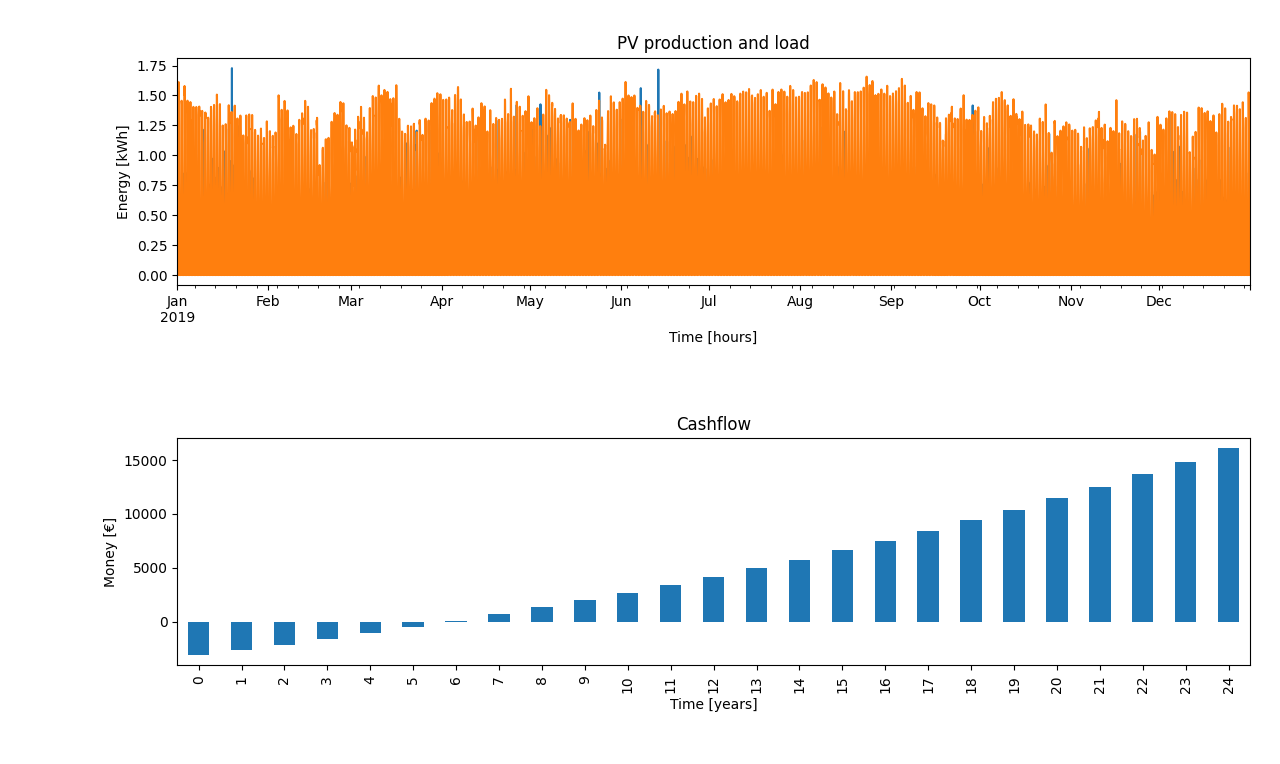 PV production and load
1.75
1.50
1.25
1.00
0.75
0.50
0.25
0.00
Energy [kWh]
Jan Feb Mar Apr May Jun Jul Aug Sep Oct Nov Dec
2019
Time [hours]
Cashflow
15000
10000
5000
0
Money [€]
0 1 2 3 4 5 6 7 8 9 10 11 12 13 14 15 16 17 18 19 20 21 22 23 24
Time [years]